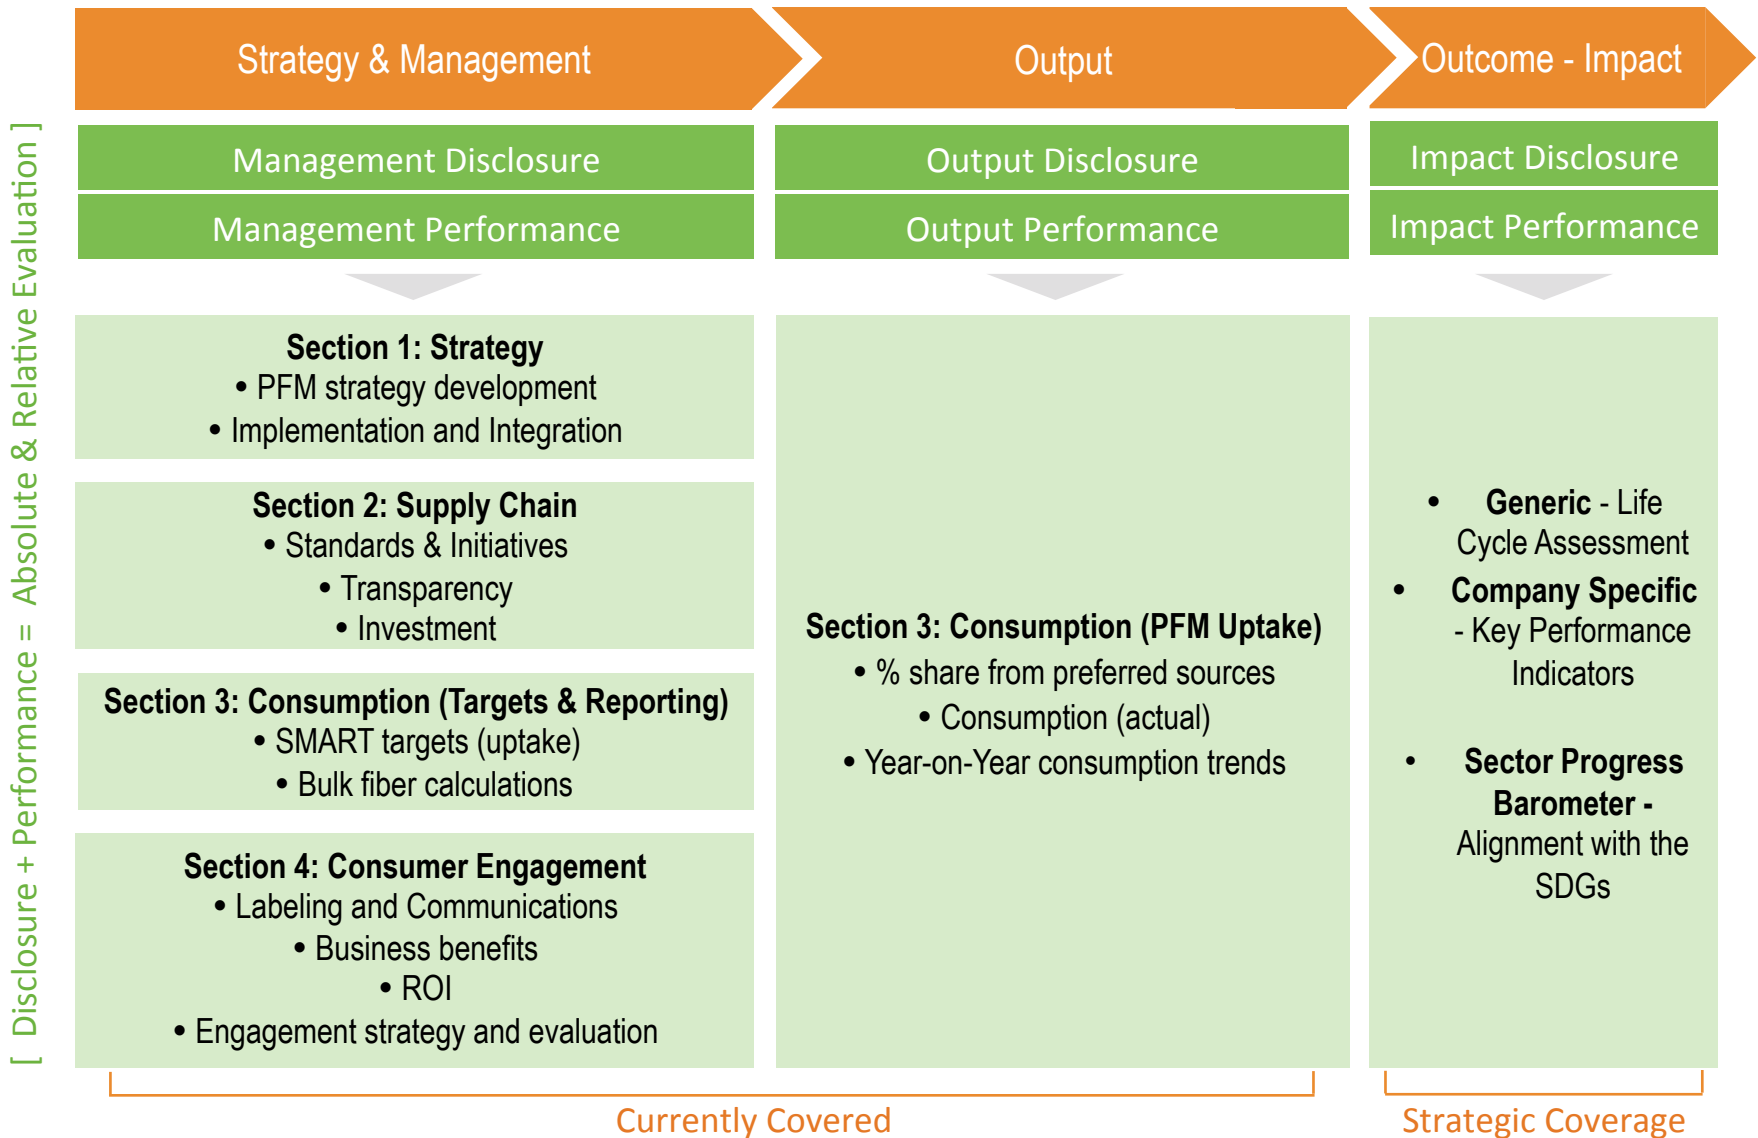 Strategy & Management
Output
Outcome - Impact
[ Disclosure + Performance = Absolute & Relative Evaluation ]
Management Disclosure
Management Performance
Output Disclosure
Output Performance
Impact Disclosure
Impact Performance
Section 1: Strategy
• PFM strategy development
• Implementation and Integration
Section 2: Supply Chain
• Standards & Initiatives
• Transparency
• Investment
Section 3: Consumption (Targets & Reporting)
• SMART targets (uptake)
• Bulk fiber calculations
Section 4: Consumer Engagement
• Labeling and Communications
• Business benefits
• ROI
• Engagement strategy and evaluation
Section 3: Consumption (PFM Uptake)
• % share from preferred sources
• Consumption (actual)
• Year-on-Year consumption trends
• Generic - Life
Cycle Assessment
• Company Specific
- Key Performance
Indicators
• Sector Progress
Barometer -
Alignment with the
SDGs
Currently Covered
Strategic Coverage